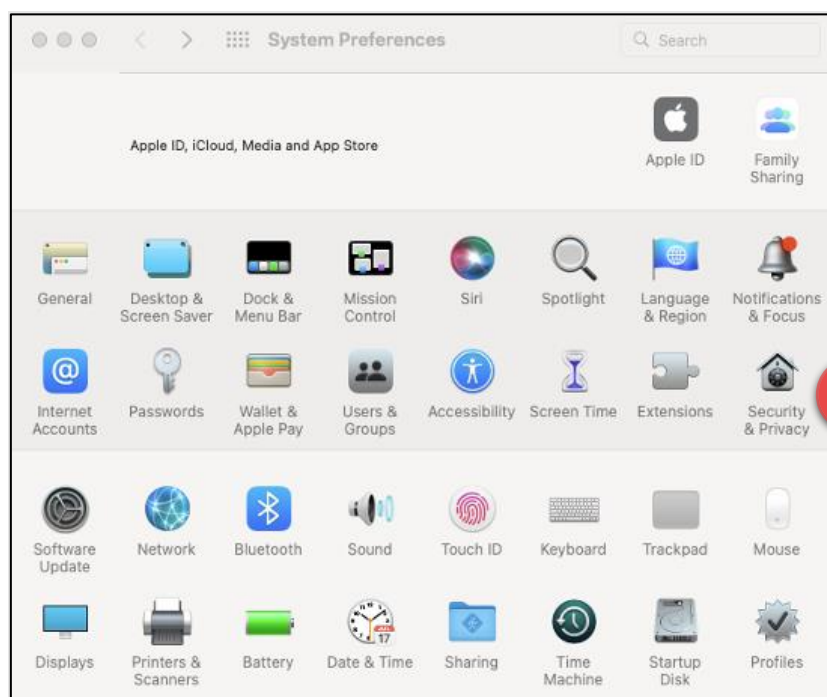 System Preferences
Search
Apple ID, iCloud, Media and App Store
Apple ID
Family
Sharing
General
Desktop &
Screen Saver
Dock &
Menu Bar
Mission
Control
Siri
Spotlight
Language
& Region
Notifications
& Focus
Internet
Accounts
Passwords
Wallet &
Apple Pay
Users &
Groups
Accessibility
Screen Time
Extensions
Security
& Privacy
Software
Update
Network
Bluetooth
Sound
Touch ID
Keyboard
Trackpad
Mouse
Displays
Printers &
Scanners
Battery
JUL
17
Date & Time
Sharing
Time
Machine
Startup
Disk
Profiles